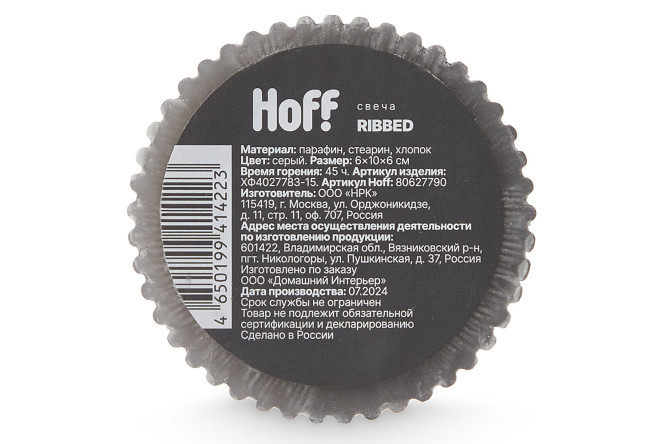 Hoff
свеча
RIBBED
Материал: парафин, стеарин, хлопок
Цвет: серый. Размер: 6×10×6 см
Время горения: 45 ч. Артикул изделия:
ХФ4027783-15. Артикул Hoff: 80627790
Изготовитель: ООО «НРК»
115419, г. Москва, ул. Орджоникидзе,
д. 11, стр. 11, оф. 707, Россия
Адрес места осуществления деятельности
по изготовлению продукции:
601422, Владимирская обл., Вязниковский р-н,
пгт. Никологоры, ул. Пушкинская, д. 37, Россия
Изготовлено по заказу
ООО «Домашний Интерьер»
Дата производства: 07.2024
Срок службы не ограничен
Товар не подлежит обязательной
сертификации и декларированию
Сделано в России
4 650199 414223